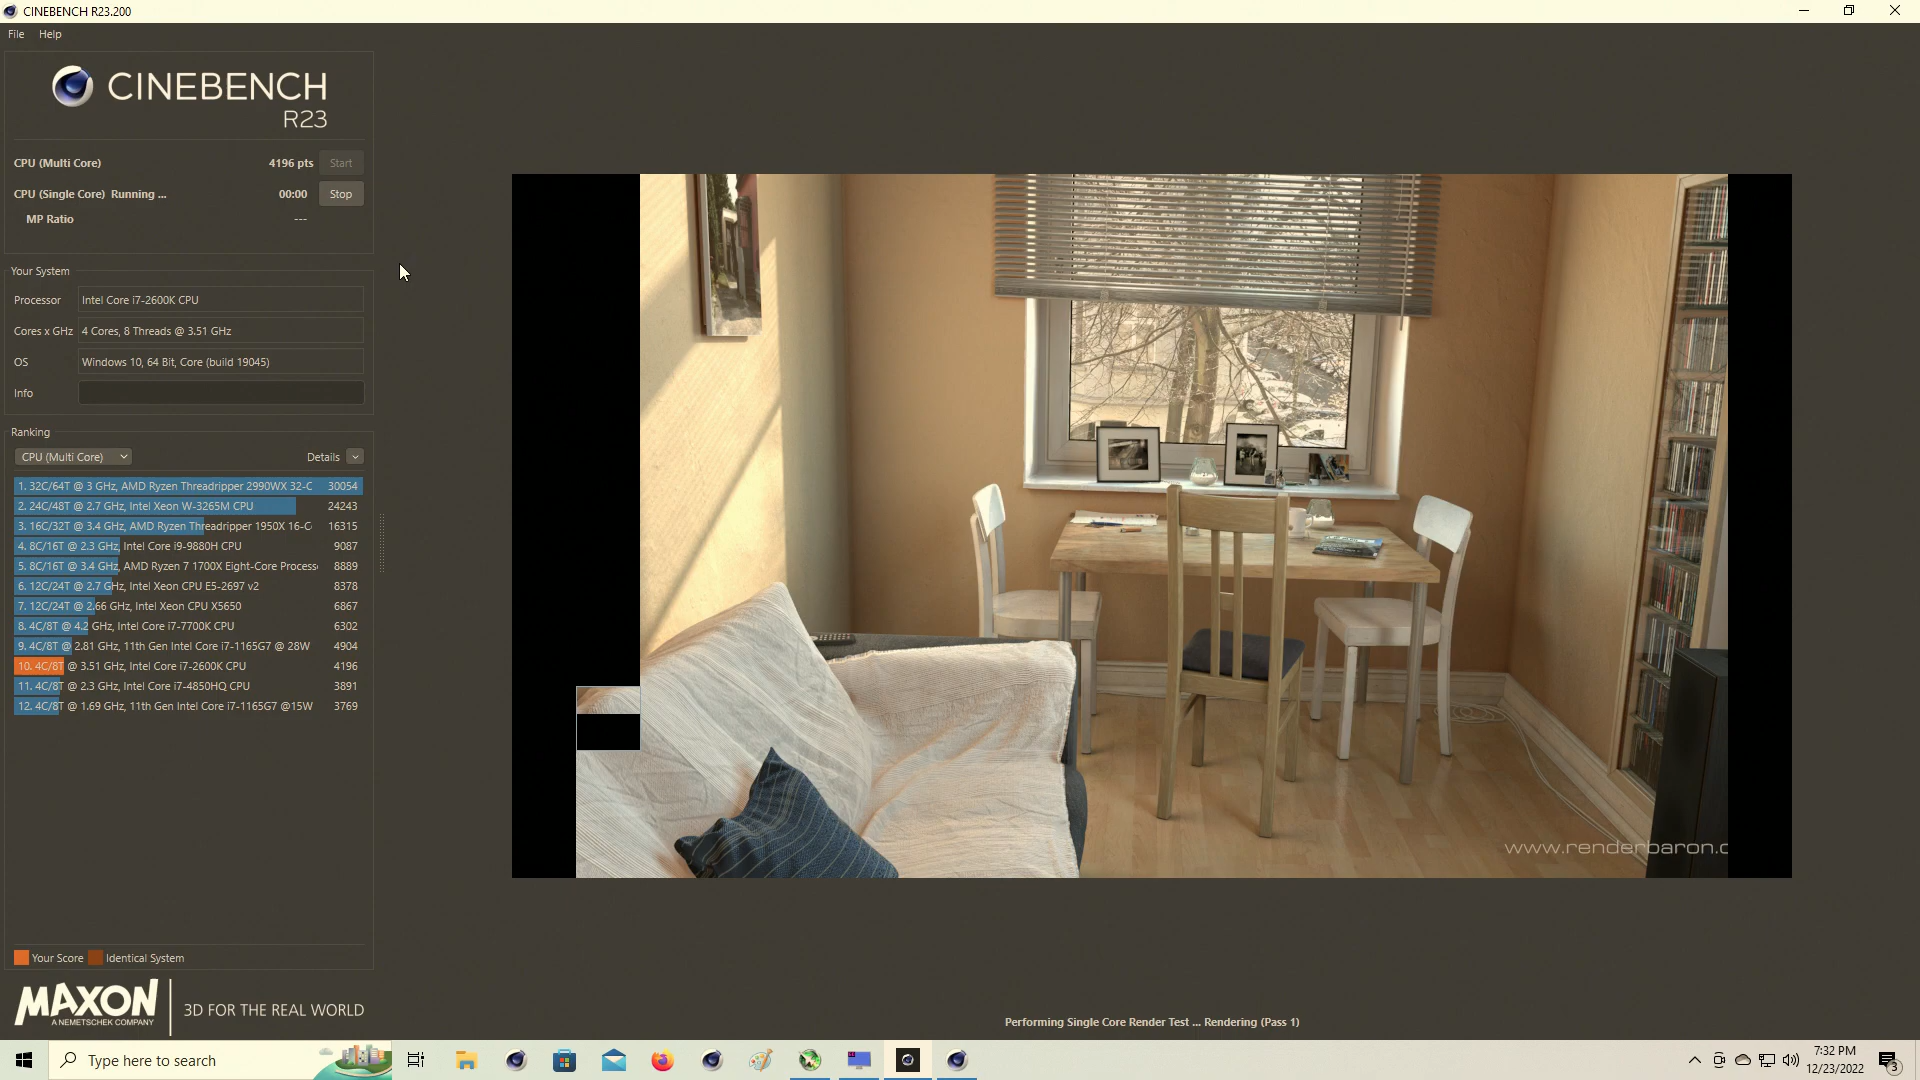 CINEBENCH R23.200
File Help
CINEBENCH
R23
CPU (Multi Core) 4196 pts Start
CPU (Single Core) Running ... 00:00 Stop
MP Ratio ---
Your System
Processor Intel Core i7-2600K CPU
Cores x GHz 4 Cores, 8 Threads @ 3.51 GHz
OS Windows 10, 64 Bit, Core (build 19045)
Info
Ranking
CPU (Multi Core) Details
1. 32C/64T @ 3 GHz, AMD Ryzen Threadripper 2990WX 32-C 30054
2. 24C/48T @ 2.7 GHz, Intel Xeon W-3265M CPU 24243
3. 16C/32T @ 3.4 GHz, AMD Ryzen Threadripper 1950X 16-C 16315
4. 8C/16T @ 2.3 GHz, Intel Core i9-9880H CPU 9087
5. 8C/16T @ 3.4 GHz, AMD Ryzen 7 1700X Eight-Core Process 8889
6. 12C/24T @ 2.7 GHz, Intel Xeon CPU E5-2697 v2 8378
7. 12C/24T @ 2.66 GHz, Intel Xeon CPU X5650 6867
8. 4C/8T @ 4.2 GHz, Intel Core i7-7700K CPU 6302
9. 4C/8T @ 2.81 GHz, 11th Gen Intel Core i7-1165G7 @ 28W 4904
10. 4C/8T @ 3.51 GHz, Intel Core i7-2600K CPU 4196
11. 4C/8T @ 2.3 GHz, Intel Core i7-4850HQ CPU 3891
12. 4C/8T @ 1.69 GHz, 11th Gen Intel Core i7-1165G7 @15W 3769
www.renderbaron.c
Your Score Identical System
MAXON
A NEMETSCHEK COMPANY
3D FOR THE REAL WORLD
Performing Single Core Render Test ... Rendering (Pass 1)
Type here to search
7:32 PM
12/23/2022
3